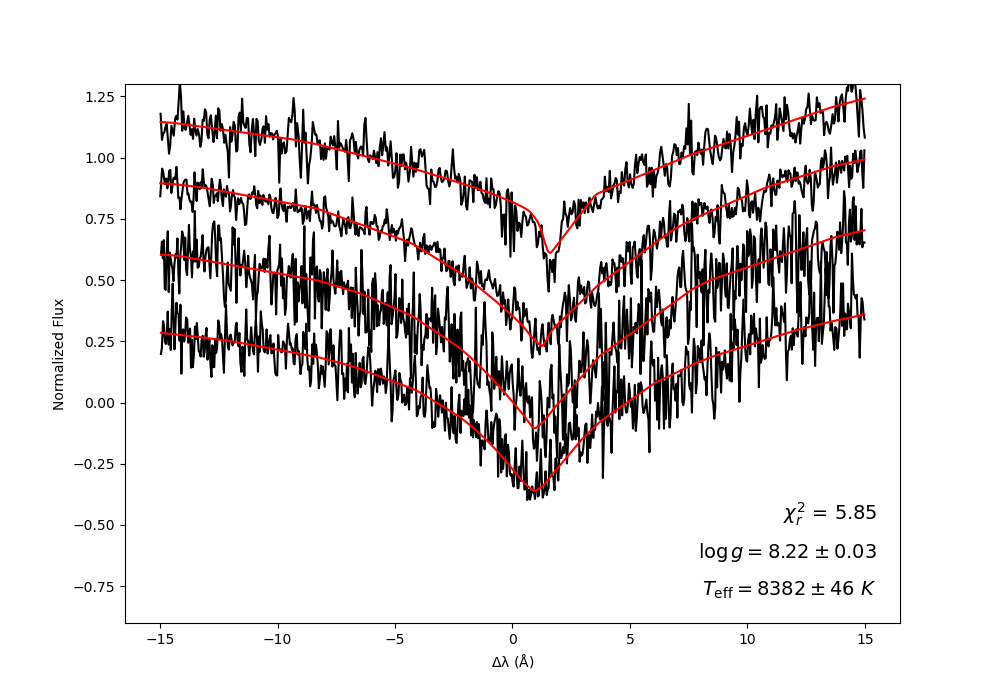 1.25
1.00
0.75
0.50
0.25
0.00
−0.25
−0.50
−0.75
Normalized Flux
χ²ᵣ = 5.85
log g = 8.22 ± 0.03
T_eff = 8382 ± 46 K
−15 −10 −5 0 5 10 15
Δλ (Å)